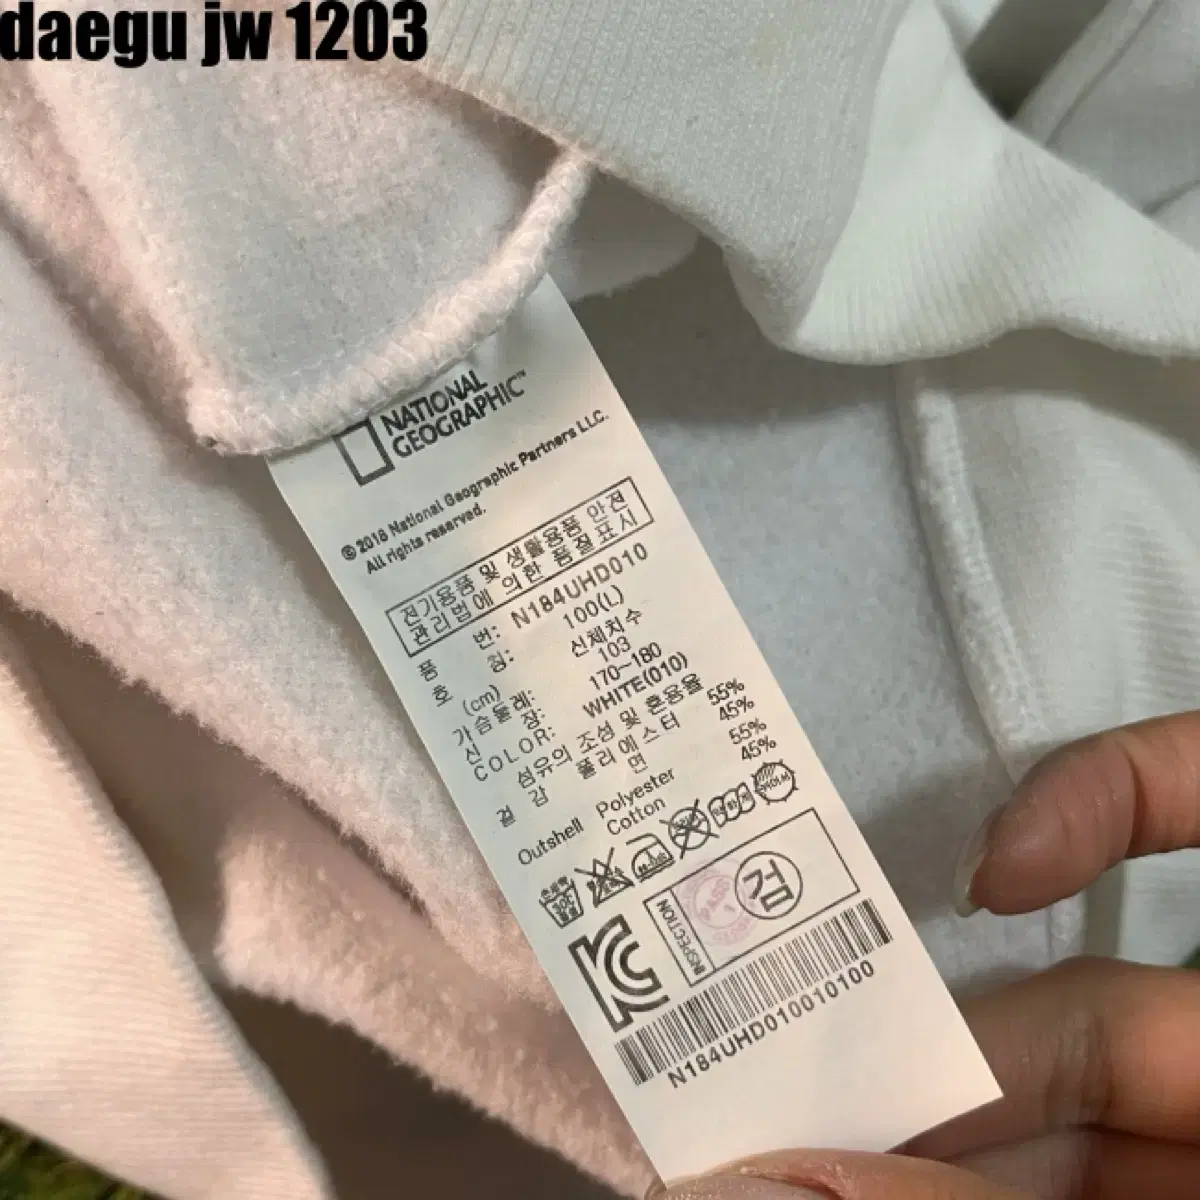 daegu jw 1203
NATIONAL
GEOGRAPHIC™
© 2018 National Geographic Partners LLC.
All rights reserved.
전기용품 및 생활용품 안전
관리법에 의한 품질표시
품 번: N184UHD010
호 칭: 100(L)
(cm) 신체치수
가슴둘레: 103
신 장: 170~180
COLOR: WHITE(010)
섬유의 조성 및 혼용율
겉 감 폴리에스터 55%
면 45%
Outshell Polyester 55%
Cotton 45%
검
INSPECTION
N184UHD010010100